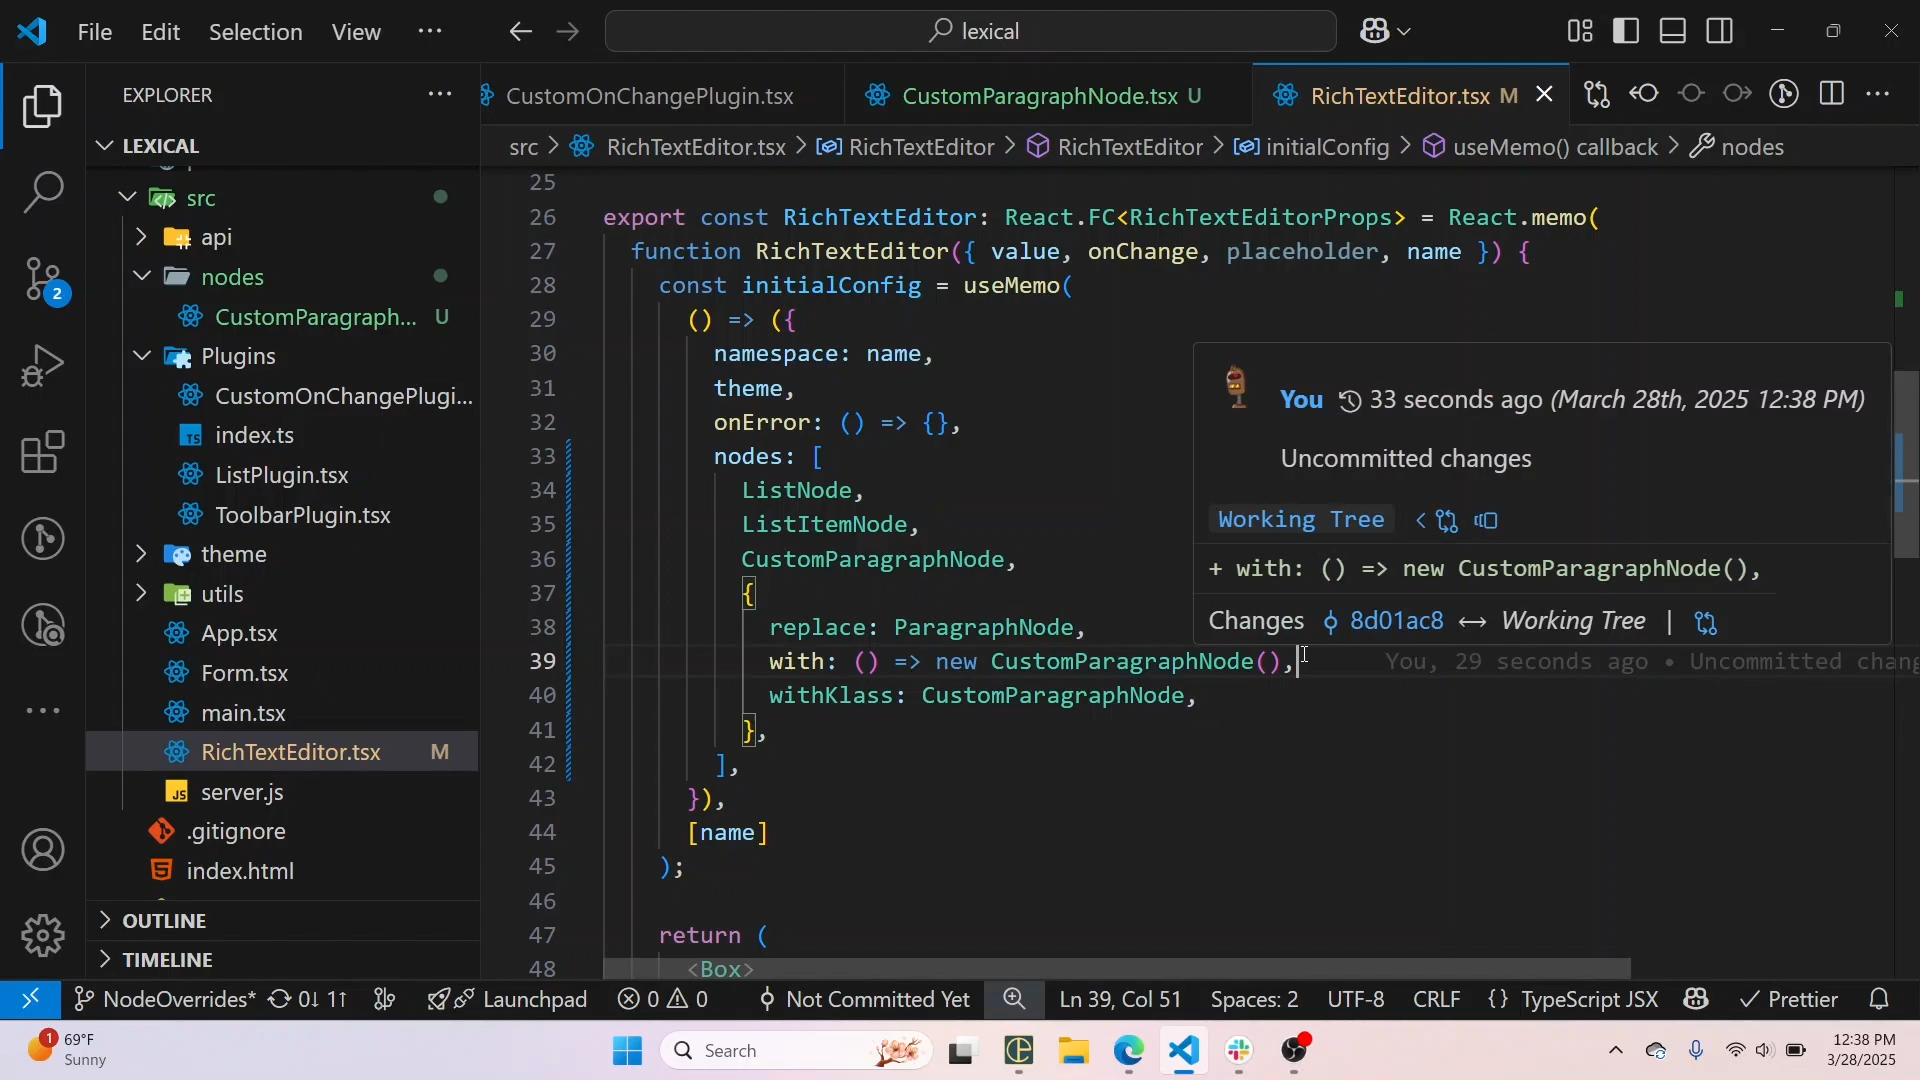 File Edit Selection View ···
lexical
EXPLORER
CustomOnChangePlugin.tsx
CustomParagraphNode.tsx U
RichTextEditor.tsx M
LEXICAL
src > RichTextEditor.tsx > RichTextEditor > RichTextEditor > initialConfig > useMemo() callback > nodes
src
api
nodes
CustomParagraph... U
Plugins
CustomOnChangePlugi...
index.ts
ListPlugin.tsx
ToolbarPlugin.tsx
theme
utils
App.tsx
Form.tsx
main.tsx
RichTextEditor.tsx M
server.js
.gitignore
index.html
OUTLINE
TIMELINE
2
25
26 export const RichTextEditor: React.FC<RichTextEditorProps> = React.memo(
27 function RichTextEditor({ value, onChange, placeholder, name }) {
28 const initialConfig = useMemo(
29 () => ({
30 namespace: name,
31 theme,
32 onError: () => {},
33 nodes: [
34 ListNode,
35 ListItemNode,
36 CustomParagraphNode,
37 {
38 replace: ParagraphNode,
39 with: () => new CustomParagraphNode(), You, 29 seconds ago • Uncommitted chang
40 withKlass: CustomParagraphNode,
41 },
42 ],
43 }),
44 [name]
45 );
46
47 return (
48 <Box>
You 33 seconds ago (March 28th, 2025 12:38 PM)
Uncommitted changes
Working Tree
+ with: () => new CustomParagraphNode(),
Changes 8d01ac8 ↔ Working Tree |
NodeOverrides* 0↓ 1↑ Launchpad 0 0 Not Committed Yet Ln 39, Col 51 Spaces: 2 UTF-8 CRLF {} TypeScript JSX Prettier
1
69°F
Sunny
Search
12:38 PM
3/28/2025